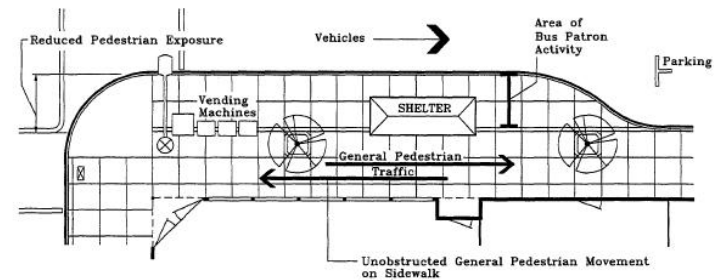 Reduced Pedestrian Exposure
Vehicles
Area of
Bus Patron
Activity
Parking
Vending
Machines
SHELTER
General Pedestrian
Traffic
Unobstructed General Pedestrian Movement
on Sidewalk